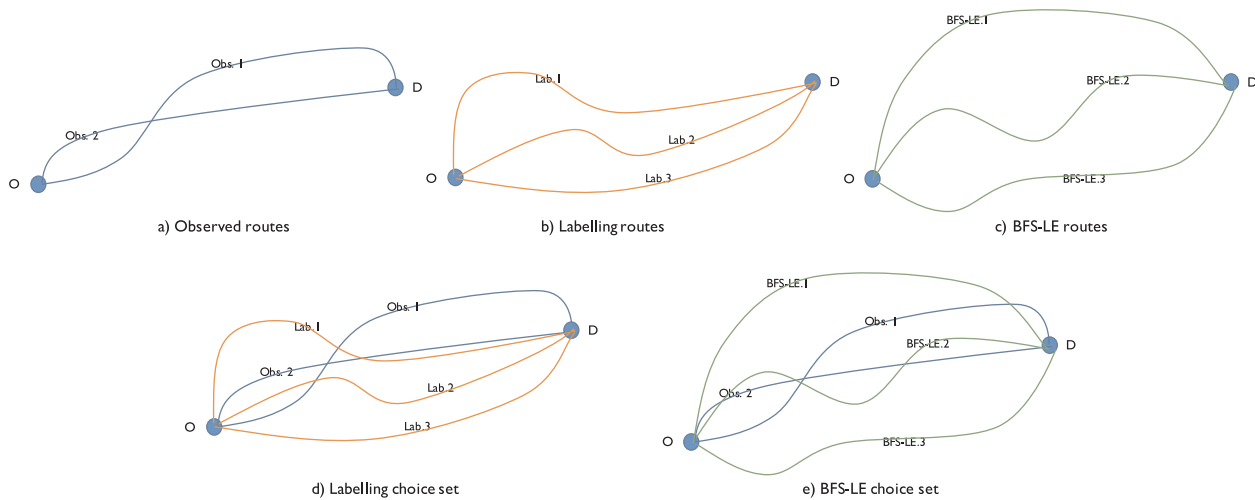 Obs. 1
D
Obs. 2
O
a) Observed routes
Lab.1
D
Lab.2
O
Lab.3
b) Labelling routes
BFS-LE.1
BFS-LE.2
D
O
BFS-LE.3
c) BFS-LE routes
Obs. 1
Lab.1
D
Obs. 2
Lab.2
O
Lab.3
d) Labelling choice set
BFS-LE.1
Obs. 1
BFS-LE.2
D
Obs. 2
O
BFS-LE.3
e) BFS-LE choice set